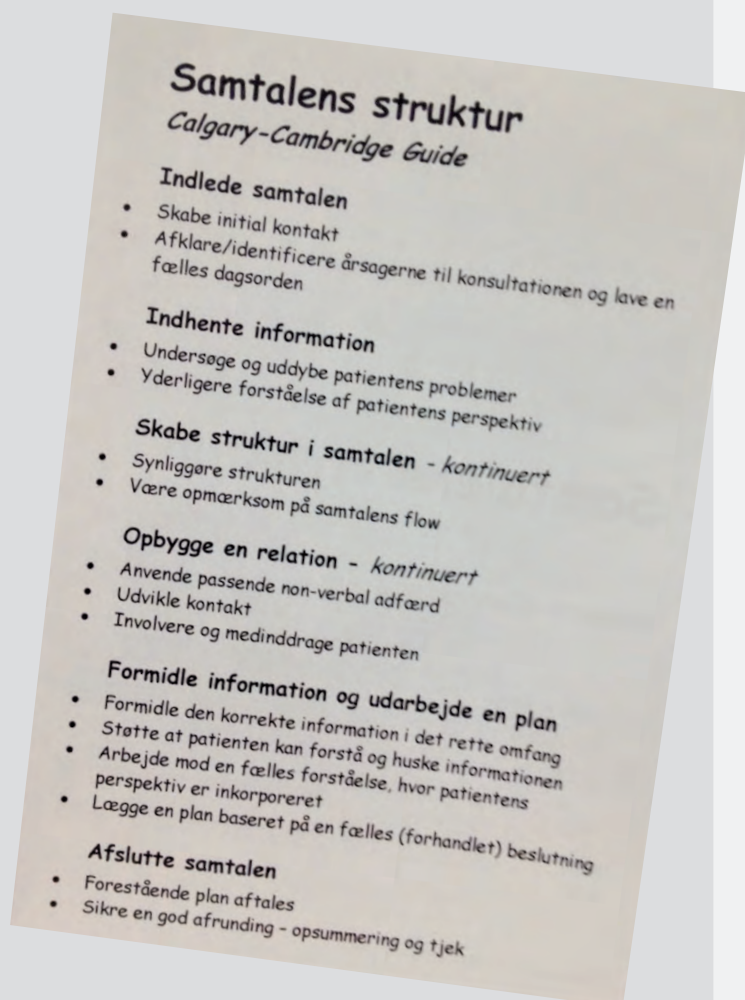 Samtalens struktur
Calgary-Cambridge Guide
Indlede samtalen
• Skabe initial kontakt
• Afklare/identificere årsagerne til konsultationen og lave en
fælles dagsorden
Indhente information
• Undersøge og uddybe patientens problemer
• Yderligere forståelse af patientens perspektiv
Skabe struktur i samtalen - kontinuert
• Synliggøre strukturen
• Være opmærksom på samtalens flow
Opbygge en relation - kontinuert
• Anvende passende non-verbal adfærd
• Udvikle kontakt
• Involvere og medinddrage patienten
Formidle information og udarbejde en plan
• Formidle den korrekte information i det rette omfang
• Støtte at patienten kan forstå og huske informationen
• Arbejde mod en fælles forståelse, hvor patientens
perspektiv er inkorporeret
• Lægge en plan baseret på en fælles (forhandlet) beslutning
Afslutte samtalen
• Forestående plan aftales
• Sikre en god afrunding - opsummering og tjek